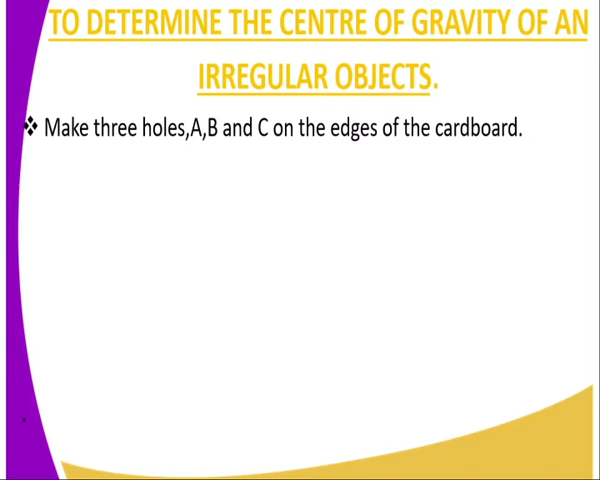 TO DETERMINE THE CENTRE OF GRAVITY OF AN
IRREGULAR OBJECTS.
❖ Make three holes,A,B and C on the edges of the cardboard.